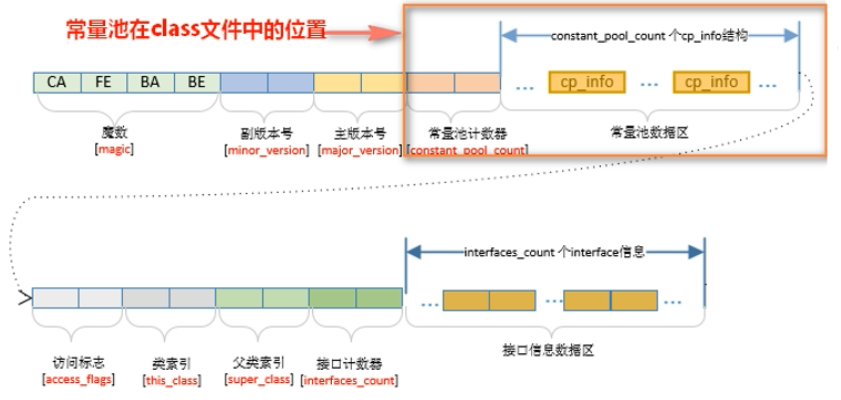 常量池在class文件中的位置
constant_pool_count 个cp_info结构
CA FE BA BE ... cp_info ... cp_info ...
魔数 副版本号 主版本号 常量池计数器 常量池数据区
[magic] [minor_version] [major_version] [constant_pool_count]
interfaces_count 个interface信息
... ... ...
访问标志 类索引 父类索引 接口计数器 接口信息数据区
[access_flags] [this_class] [super_class] [interfaces_count]